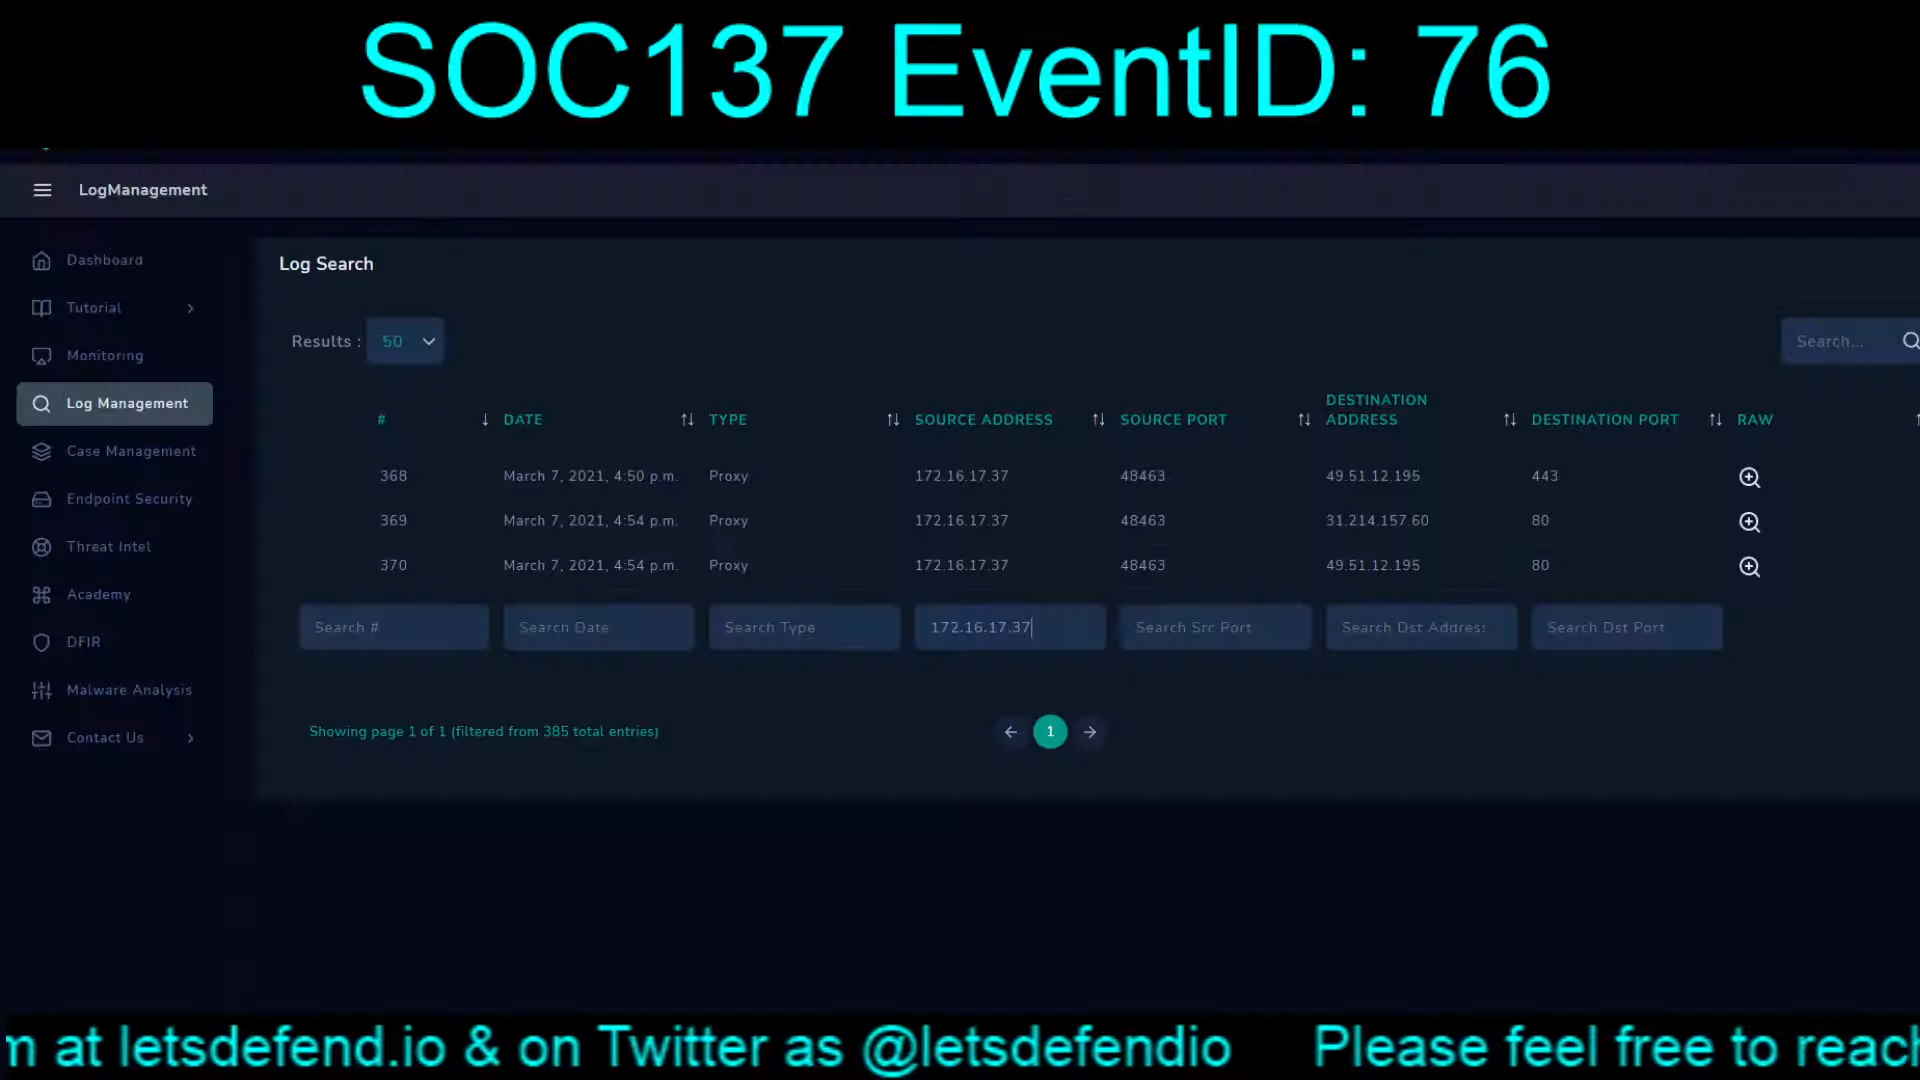 SOC137 EventID: 76
LogManagement
Dashboard
Tutorial
Monitoring
Log Management
Case Management
Endpoint Security
Threat Intel
Academy
DFIR
Malware Analysis
Contact Us
Log Search
Results : 50
Search...
# DATE TYPE SOURCE ADDRESS SOURCE PORT DESTINATION ADDRESS DESTINATION PORT RAW
368 March 7, 2021, 4:50 p.m. Proxy 172.16.17.37 48463 49.51.12.195 443
369 March 7, 2021, 4:54 p.m. Proxy 172.16.17.37 48463 31.214.157.60 80
370 March 7, 2021, 4:54 p.m. Proxy 172.16.17.37 48463 49.51.12.195 80
Search # Search Date Search Type 172.16.17.37 Search Src Port Search Dst Address Search Dst Port
Showing page 1 of 1 (filtered from 385 total entries)
1
m at letsdefend.io & on Twitter as @letsdefendio Please feel free to reach